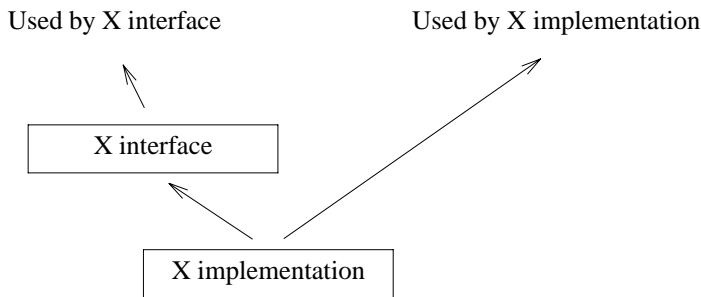 Used by X interface
Used by X implementation
X interface
X implementation